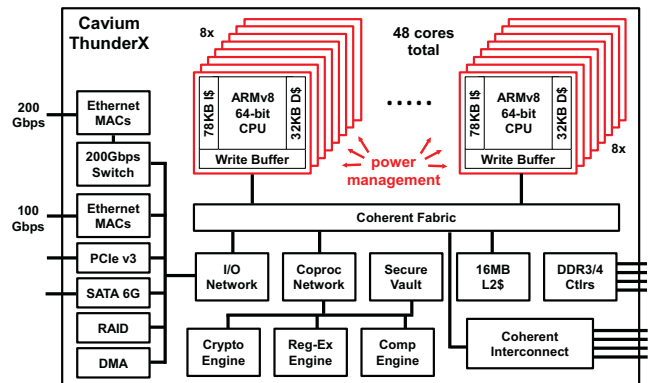 Cavium
ThunderX
8x
48 cores
total
78KB I$
ARMv8
64-bit
CPU
32KB D$
Write Buffer
78KB I$
ARMv8
64-bit
CPU
32KB D$
Write Buffer
8x
power
management
200
Gbps
Ethernet
MACs
200Gbps
Switch
100
Gbps
Ethernet
MACs
PCIe v3
SATA 6G
RAID
DMA
Coherent Fabric
I/O
Network
Coproc
Network
Secure
Vault
16MB
L2$
DDR3/4
Ctlrs
Crypto
Engine
Reg-Ex
Engine
Comp
Engine
Coherent
Interconnect